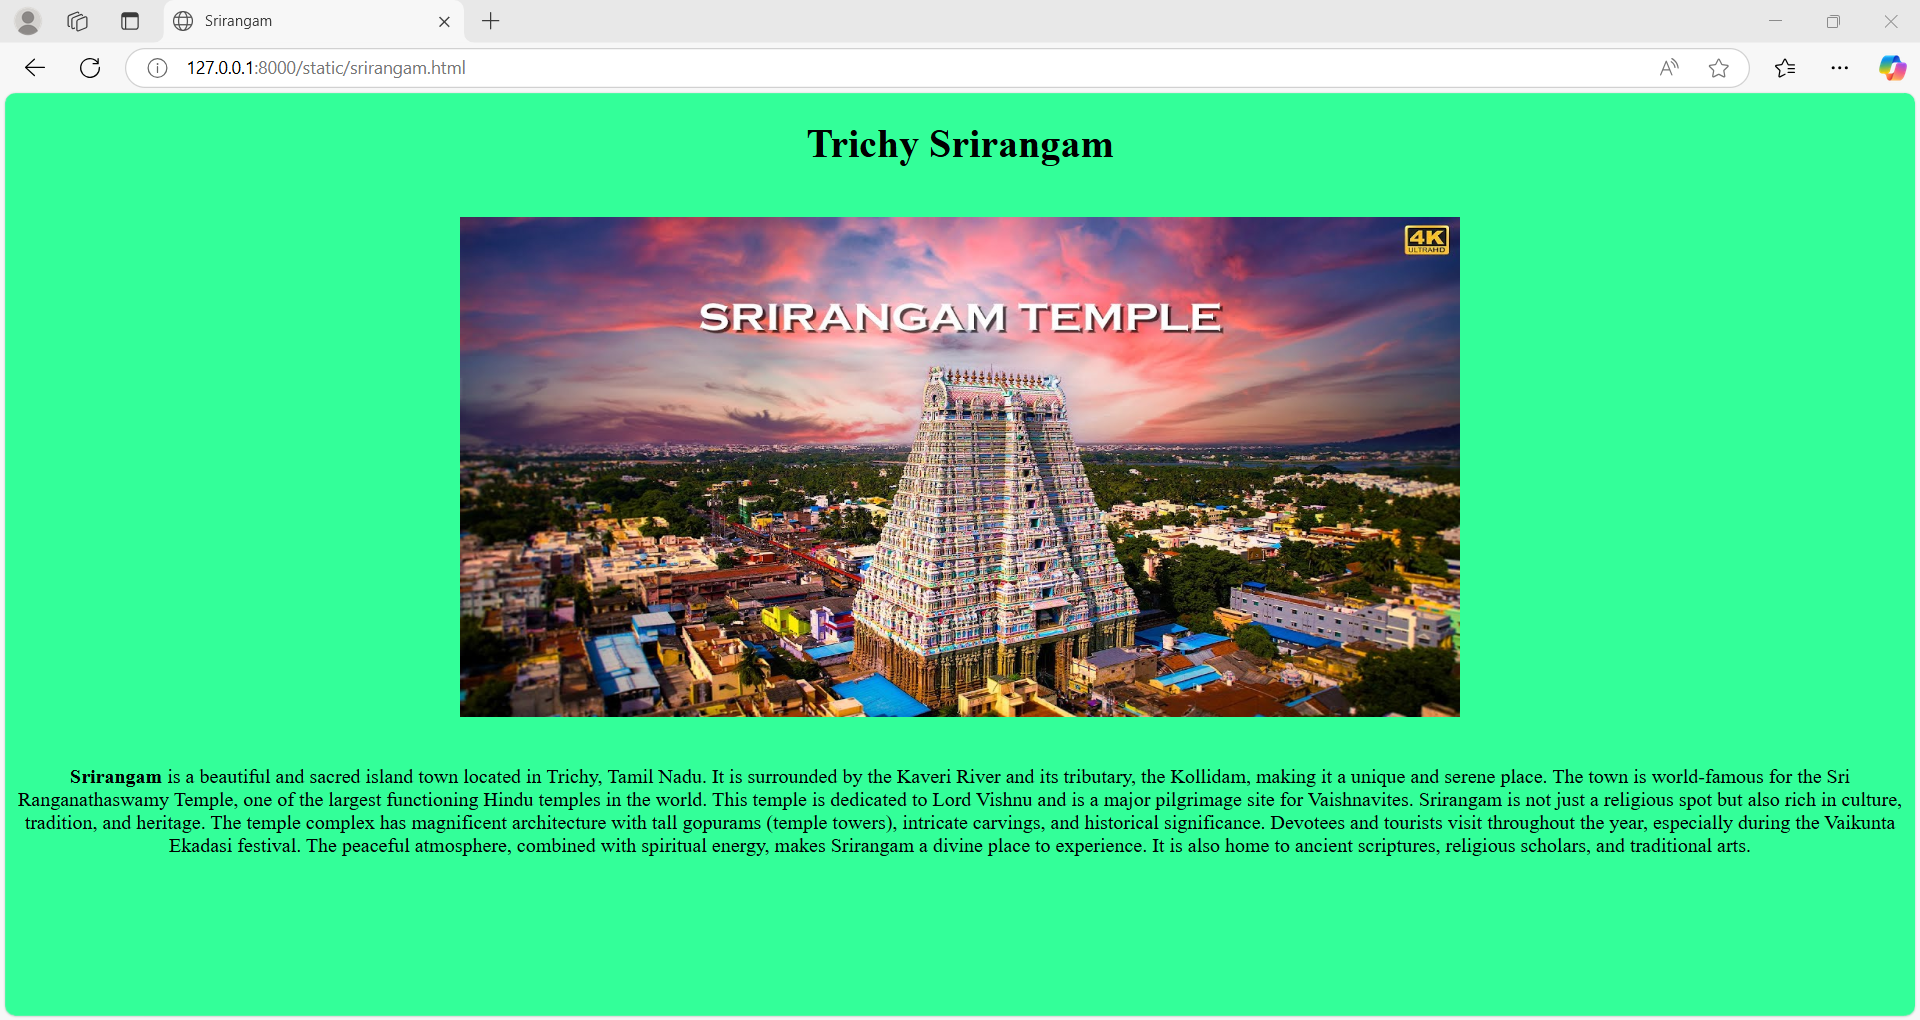 Srirangam
127.0.0.1:8000/static/srirangam.html
Trichy Srirangam
4K
ULTRAHD
SRIRANGAM TEMPLE
Srirangam is a beautiful and sacred island town located in Trichy, Tamil Nadu. It is surrounded by the Kaveri River and its tributary, the Kollidam, making it a unique and serene place. The town is world-famous for the Sri
Ranganathaswamy Temple, one of the largest functioning Hindu temples in the world. This temple is dedicated to Lord Vishnu and is a major pilgrimage site for Vaishnavites. Srirangam is not just a religious spot but also rich in culture,
tradition, and heritage. The temple complex has magnificent architecture with tall gopurams (temple towers), intricate carvings, and historical significance. Devotees and tourists visit throughout the year, especially during the Vaikunta
Ekadasi festival. The peaceful atmosphere, combined with spiritual energy, makes Srirangam a divine place to experience. It is also home to ancient scriptures, religious scholars, and traditional arts.